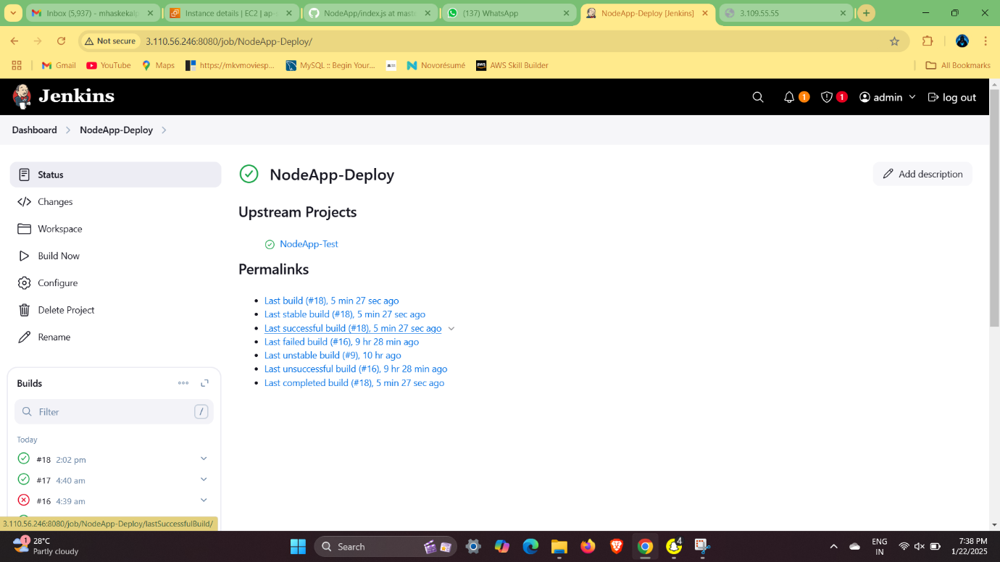 Inbox (5,937) - mhaskekalp
Instance details | EC2 | ap-s
NodeApp/index.js at maste
(137) WhatsApp
NodeApp-Deploy [Jenkins]
3.109.55.55
Not secure
3.110.56.246:8080/job/NodeApp-Deploy/
Gmail
YouTube
Maps
https://mkvmoviesp...
MySQL :: Begin Your...
Novorésumé
AWS Skill Builder
All Bookmarks
Jenkins
1
1
admin
log out
Dashboard
NodeApp-Deploy
Status
Changes
Workspace
Build Now
Configure
Delete Project
Rename
NodeApp-Deploy
Add description
Upstream Projects
NodeApp-Test
Permalinks
Last build (#18), 5 min 27 sec ago
Last stable build (#18), 5 min 27 sec ago
Last successful build (#18), 5 min 27 sec ago
Last failed build (#16), 9 hr 28 min ago
Last unstable build (#9), 10 hr ago
Last unsuccessful build (#16), 9 hr 28 min ago
Last completed build (#18), 5 min 27 sec ago
Builds
Filter
/
Today
#18 2:02 pm
#17 4:40 am
#16 4:39 am
3.110.56.246:8080/job/NodeApp-Deploy/lastSuccessfulBuild/
1
28°C
Partly cloudy
Search
4
ENG
IN
7:38 PM
1/22/2025